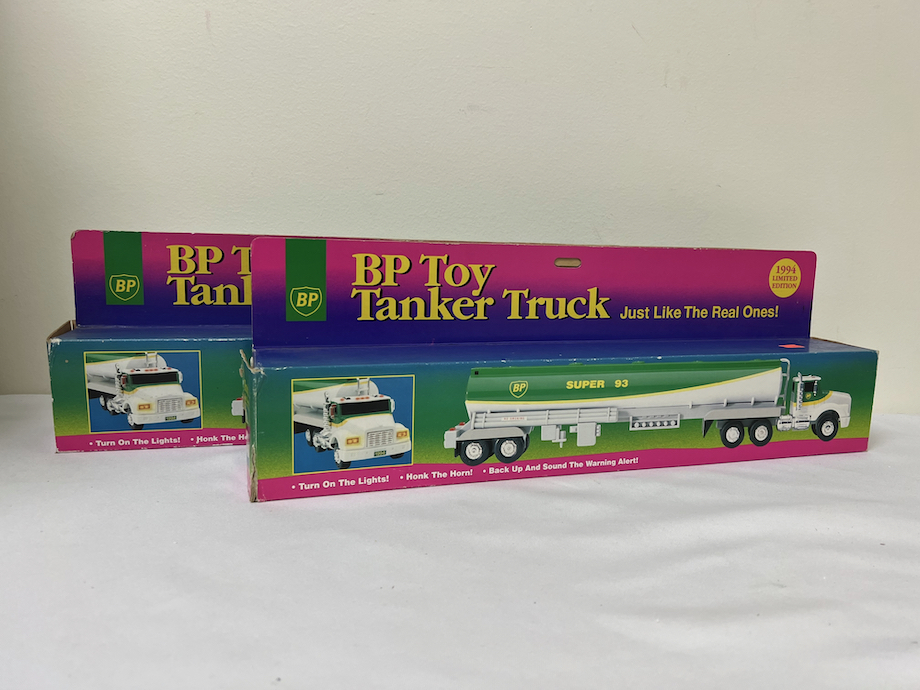 BP
BP T
Tanl
• Turn On The Lights! • Honk The Ho
BP
BP Toy
Tanker Truck
Just Like The Real Ones!
1994
LIMITED
EDITION
BP
SUPER 93
• Turn On The Lights! • Honk The Horn! • Back Up And Sound The Warning Alert!